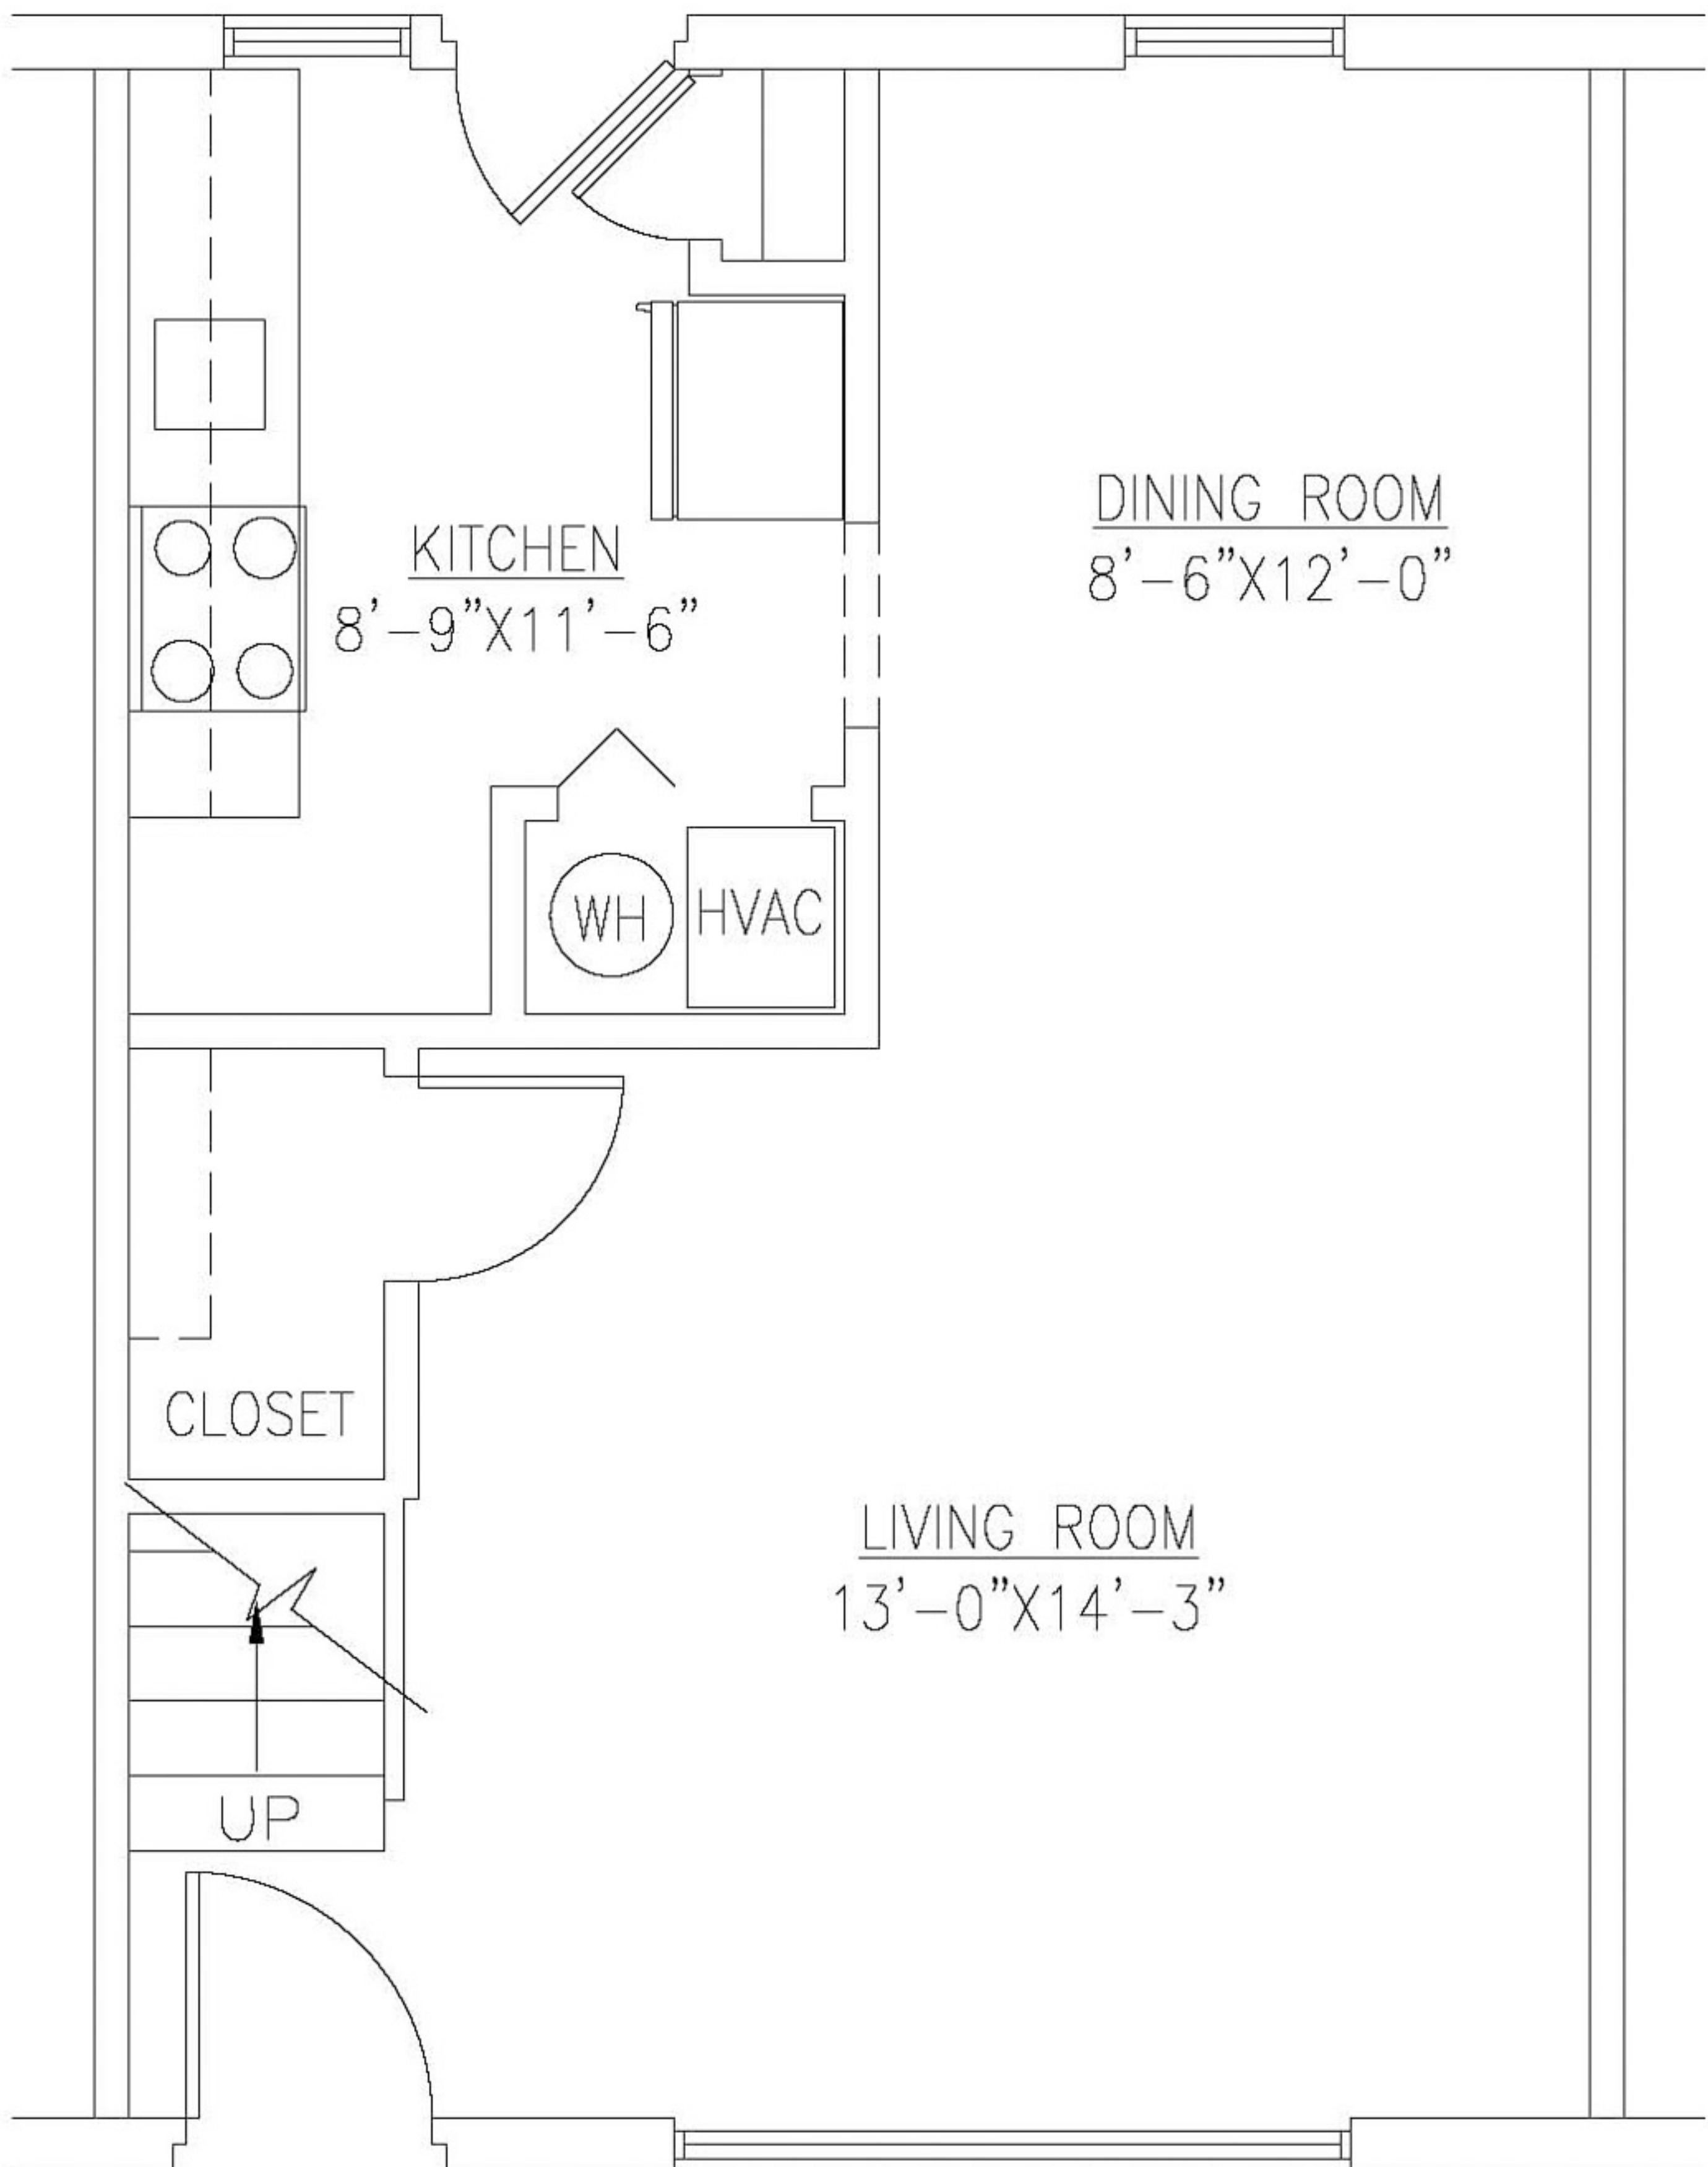 DINING ROOM
8'-6"X12'-0"
KITCHEN
8'-9"X11'-6"
WH
HVAC
CLOSET
LIVING ROOM
13'-0"X14'-3"
UP